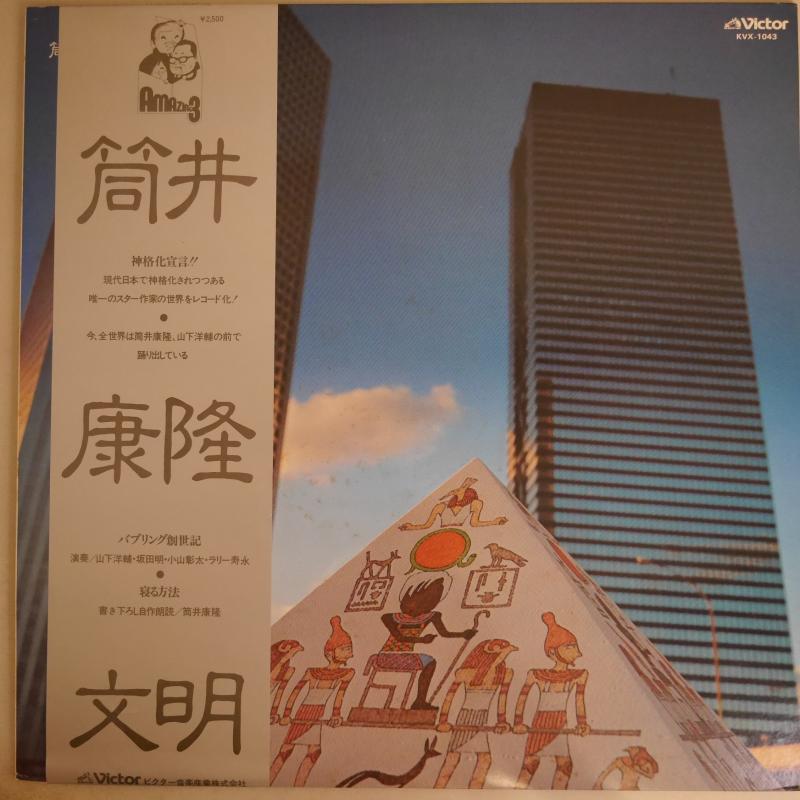 ¥2,500
AMAZING3
筒井
神格化宣言!!
現代日本で神格化されつつある
唯一のスター作家の世界をレコード化!
●
今、全世界は筒井康隆、山下洋輔の前で
踊り出している
康隆
バブリング創世記
演奏/山下洋輔・坂田明・小山彰太・ラリー寿永
●
寝る方法
書き下ろし自作朗読/筒井康隆
文明
Victor ビクター音楽産業株式会社
筒
Victor
KVX-1043